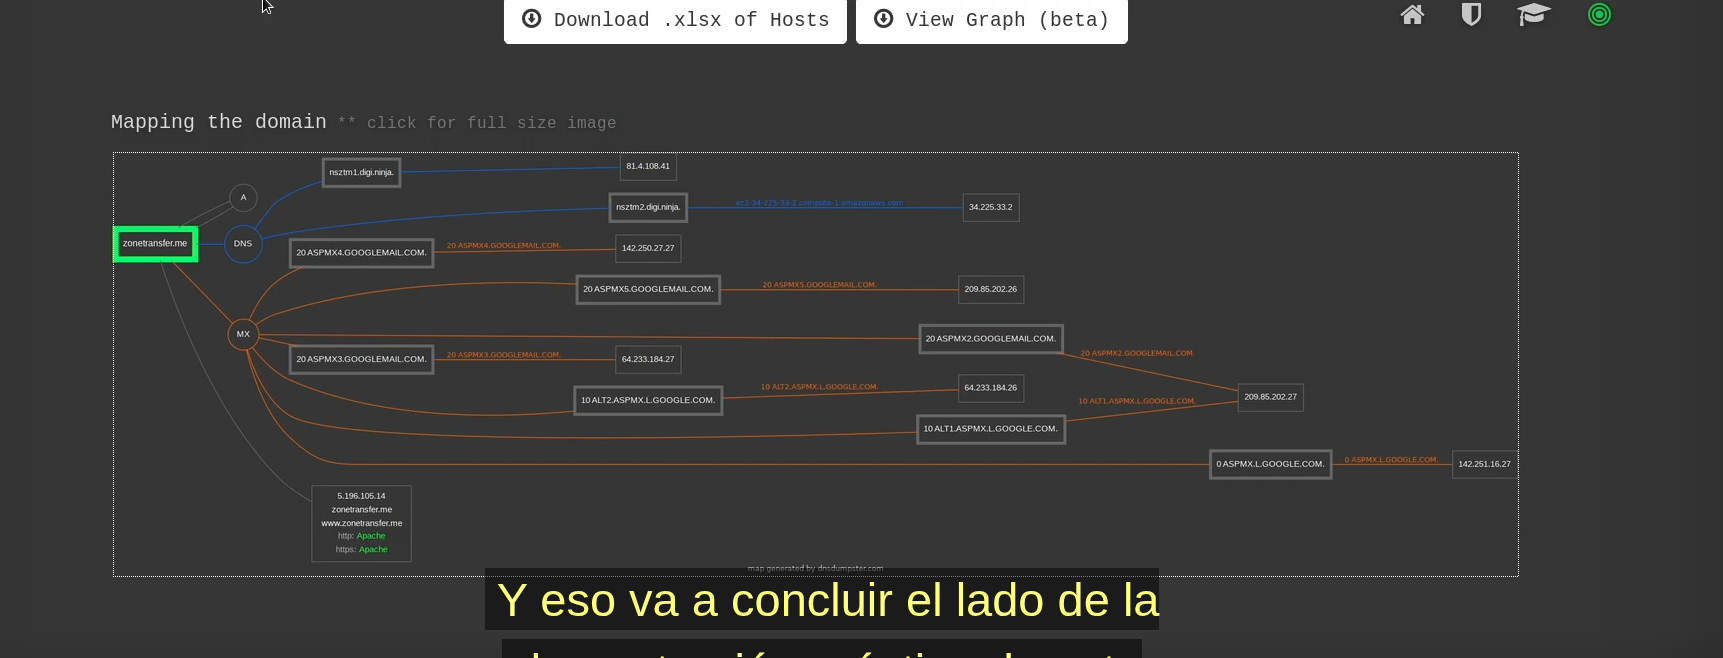 Download .xlsx of Hosts
View Graph (beta)
Mapping the domain ** click for full size image
nsztm1.digi.ninja.
81.4.108.41
A
nsztm2.digi.ninja.
ec2-34-225-33-2.compute-1.amazonaws.com
34.225.33.2
zonetransfer.me
DNS
20 ASPMX4.GOOGLEMAIL.COM.
20 ASPMX4.GOOGLEMAIL.COM.
142.250.27.27
20 ASPMX5.GOOGLEMAIL.COM.
20 ASPMX5.GOOGLEMAIL.COM.
209.85.202.26
MX
20 ASPMX2.GOOGLEMAIL.COM.
20 ASPMX2.GOOGLEMAIL.COM.
20 ASPMX3.GOOGLEMAIL.COM.
20 ASPMX3.GOOGLEMAIL.COM.
64.233.184.27
10 ALT2.ASPMX.L.GOOGLE.COM.
10 ALT2.ASPMX.L.GOOGLE.COM.
64.233.184.26
209.85.202.27
10 ALT1.ASPMX.L.GOOGLE.COM.
10 ALT1.ASPMX.L.GOOGLE.COM.
0 ASPMX.L.GOOGLE.COM.
0 ASPMX.L.GOOGLE.COM.
142.251.16.27
5.196.105.14
zonetransfer.me
www.zonetransfer.me
http: Apache
https: Apache
map generated by dnsdumpster.com
Y eso va a concluir el lado de la